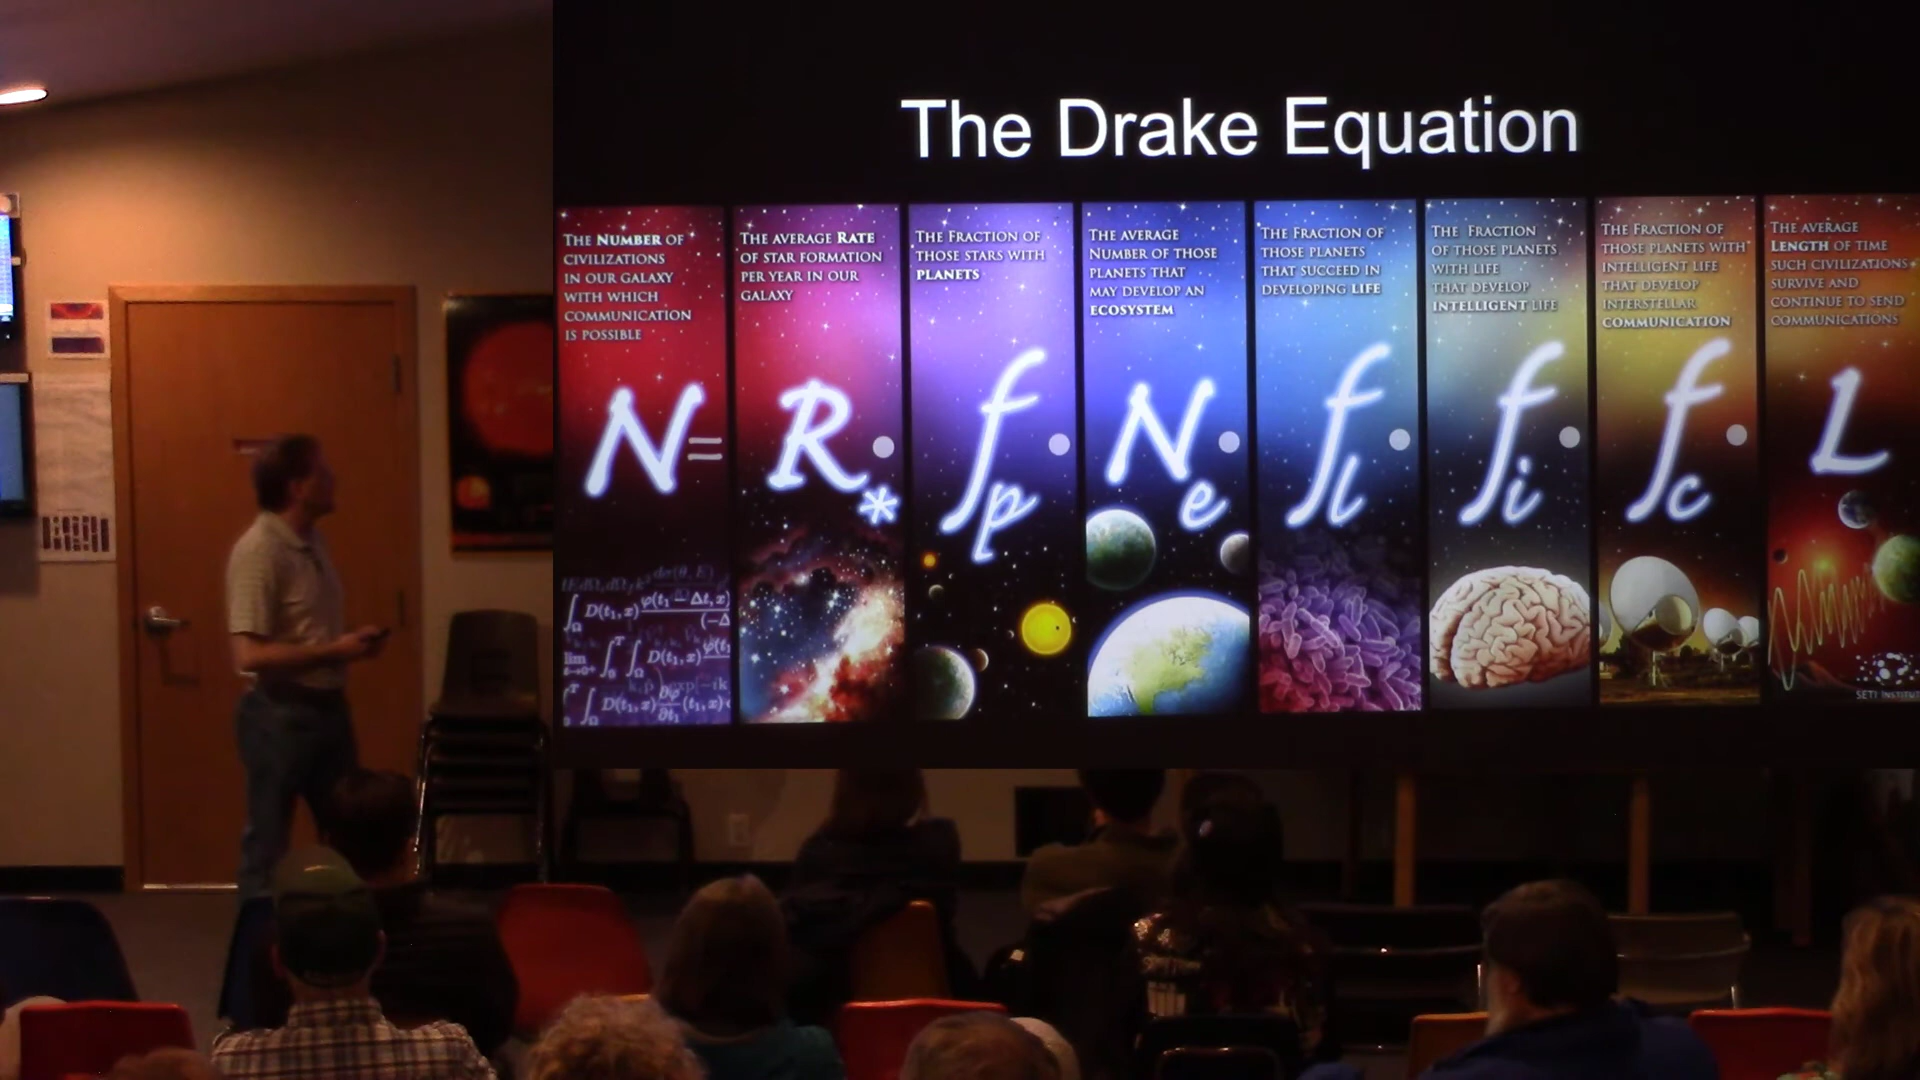 The Drake Equation
THE NUMBER OF
CIVILIZATIONS
IN OUR GALAXY
WITH WHICH
COMMUNICATION
IS POSSIBLE
N=
THE AVERAGE RATE
OF STAR FORMATION
PER YEAR IN OUR
GALAXY
R* •
THE FRACTION OF
THOSE STARS WITH
PLANETS
fp •
THE AVERAGE
NUMBER OF THOSE
PLANETS THAT
MAY DEVELOP AN
ECOSYSTEM
Ne •
THE FRACTION OF
THOSE PLANETS
THAT SUCCEED IN
DEVELOPING LIFE
fl •
THE FRACTION
OF THOSE PLANETS
WITH LIFE
THAT DEVELOP
INTELLIGENT LIFE
fi •
THE FRACTION OF
THOSE PLANETS WITH
INTELLIGENT LIFE
THAT DEVELOP
INTERSTELLAR
COMMUNICATION
fc •
THE AVERAGE
LENGTH OF TIME
SUCH CIVILIZATIONS
SURVIVE AND
CONTINUE TO SEND
COMMUNICATIONS
L
SETI INSTITUT